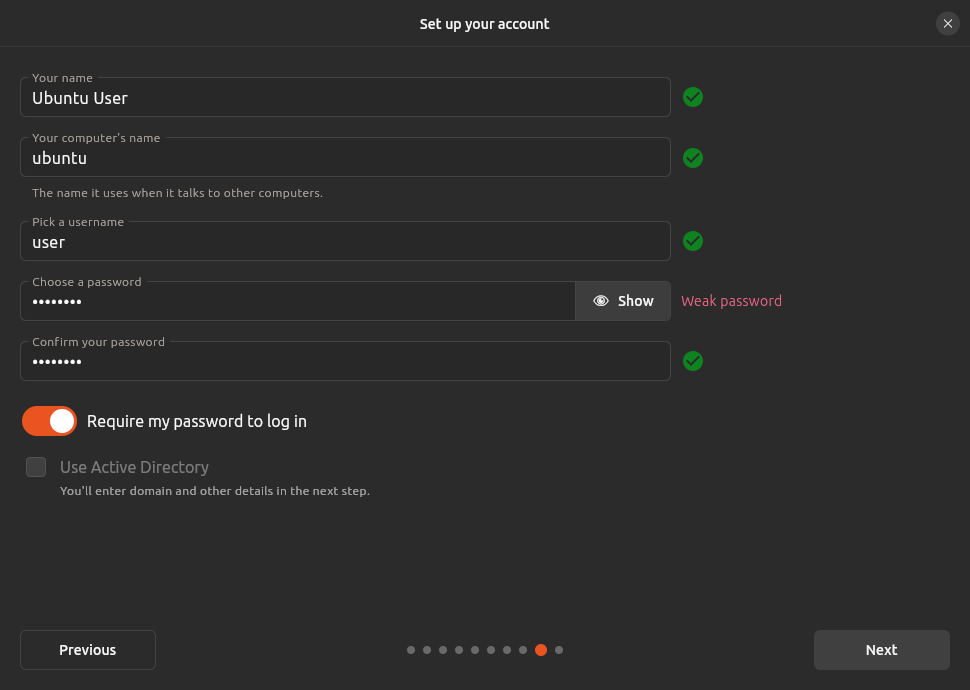 Set up your account
Your name
Ubuntu User
Your computer's name
ubuntu
The name it uses when it talks to other computers.
Pick a username
user
Choose a password
••••••••
Show
Weak password
Confirm your password
••••••••
Require my password to log in
Use Active Directory
You'll enter domain and other details in the next step.
Previous
Next